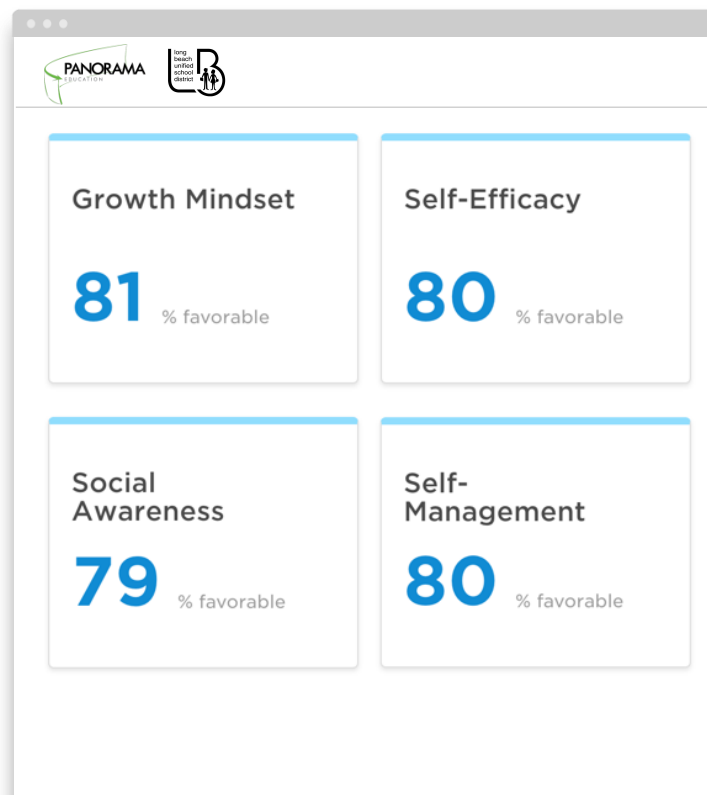 PANORAMA
EDUCATION
long
beach
unified
school
district
LB
Growth Mindset
81 % favorable
Self-Efficacy
80 % favorable
Social
Awareness
79 % favorable
Self-
Management
80 % favorable